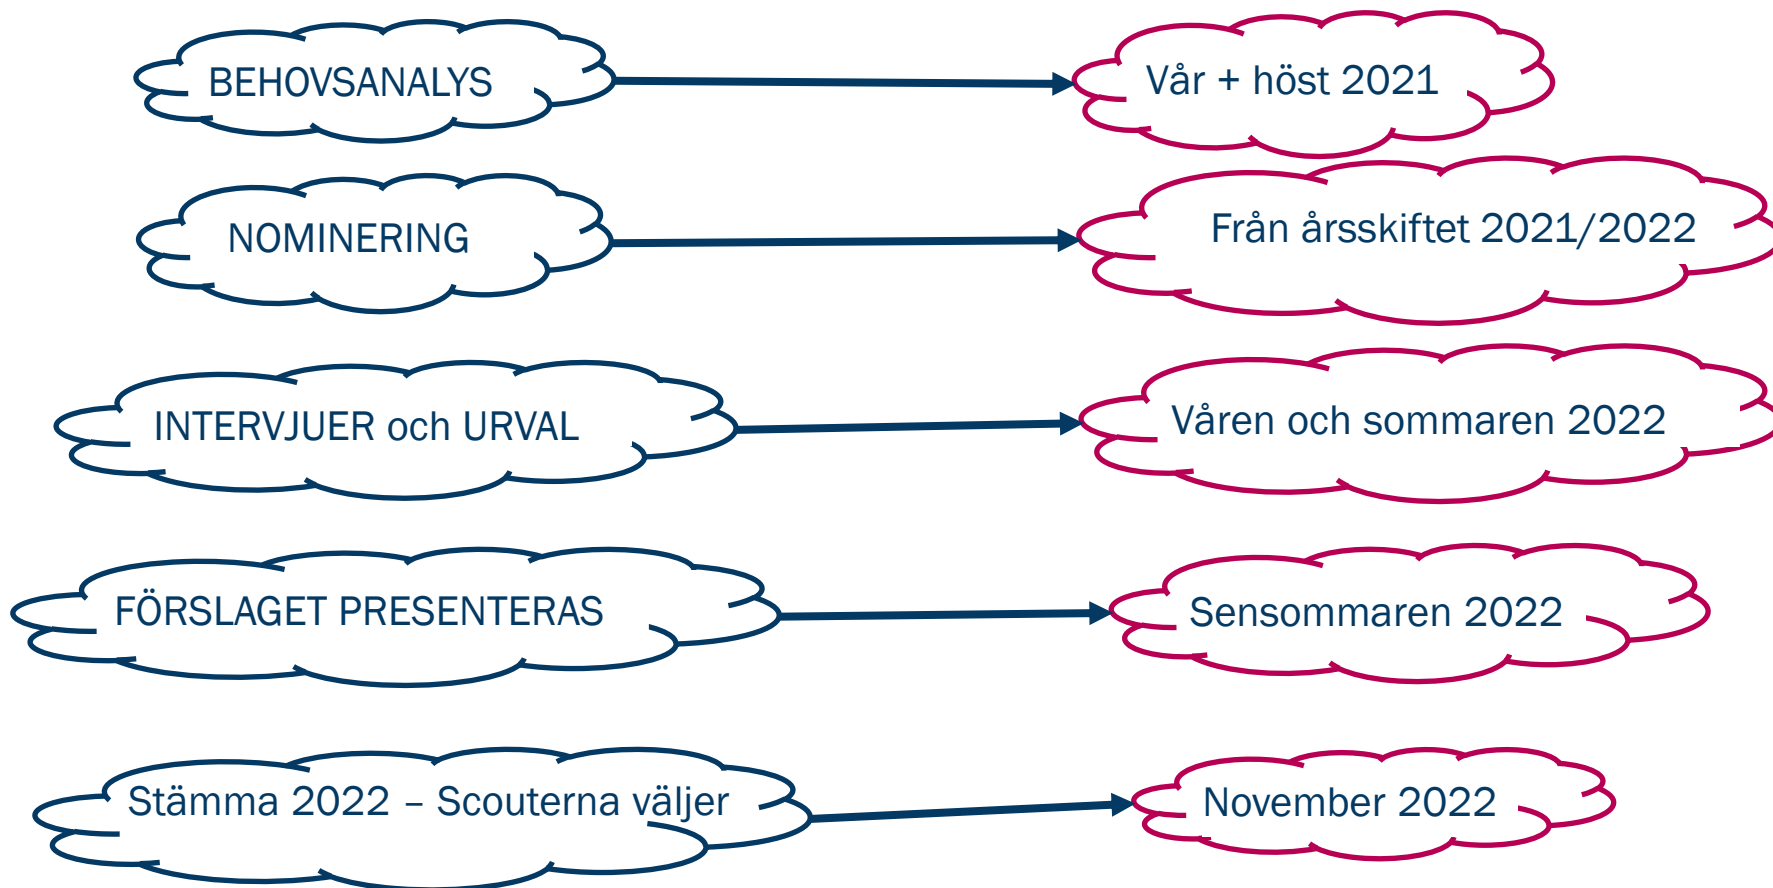 BEHOVSANALYS
Vår + höst 2021
NOMINERING
Från årsskiftet 2021/2022
INTERVJUER och URVAL
Våren och sommaren 2022
FÖRSLAGET PRESENTERAS
Sensommaren 2022
Stämma 2022 – Scouterna väljer
November 2022